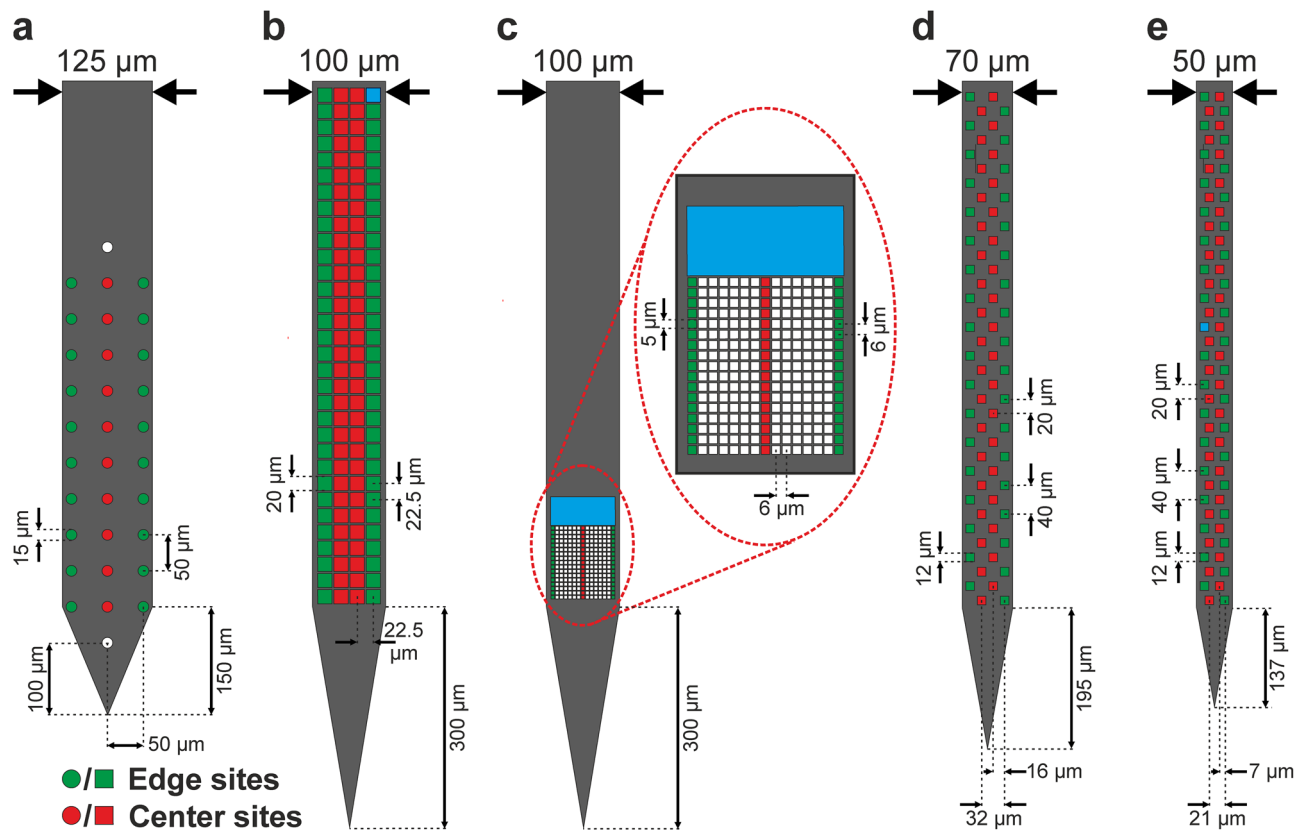 a
b
c
d
e
125 µm
100 µm
100 µm
70 µm
50 µm
15 µm
50 µm
100 µm
150 µm
50 µm
20 µm
22.5 µm
22.5
µm
300 µm
5 µm
6 µm
6 µm
300 µm
20 µm
40 µm
12 µm
195 µm
16 µm
32 µm
20 µm
40 µm
12 µm
137 µm
7 µm
21 µm
/ Edge sites
/ Center sites